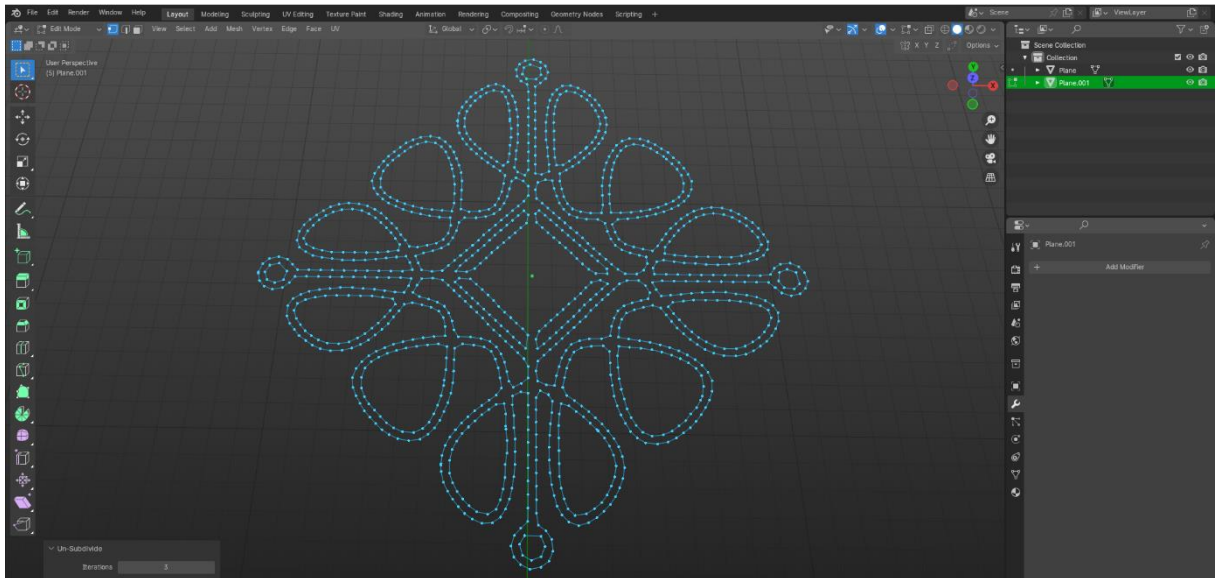 File Edit Render Window Help Layout Modeling Sculpting UV Editing Texture Paint Shading Animation Rendering Compositing Geometry Nodes Scripting + Scene ViewLayer
Edit Mode View Select Add Mesh Vertex Edge Face UV Global
X Y Z Options
User Perspective
(5) Plane.001
Scene Collection
Collection
Plane
Plane.001
Y
Z
X
Plane.001
+ Add Modifier
Un-Subdivide
Iterations 3